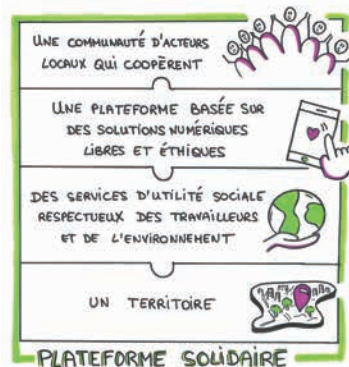 UNE COMMUNAUTÉ D'ACTEURS
LOCAUX QUI COOPÈRENT
UNE PLATEFORME BASÉE SUR
DES SOLUTIONS NUMÉRIQUES
LIBRES ET ÉTHIQUES
DES SERVICES D'UTILITÉ SOCIALE
RESPECTUEUX DES TRAVAILLEURS
ET DE L'ENVIRONNEMENT
UN TERRITOIRE
PLATEFORME SOLIDAIRE